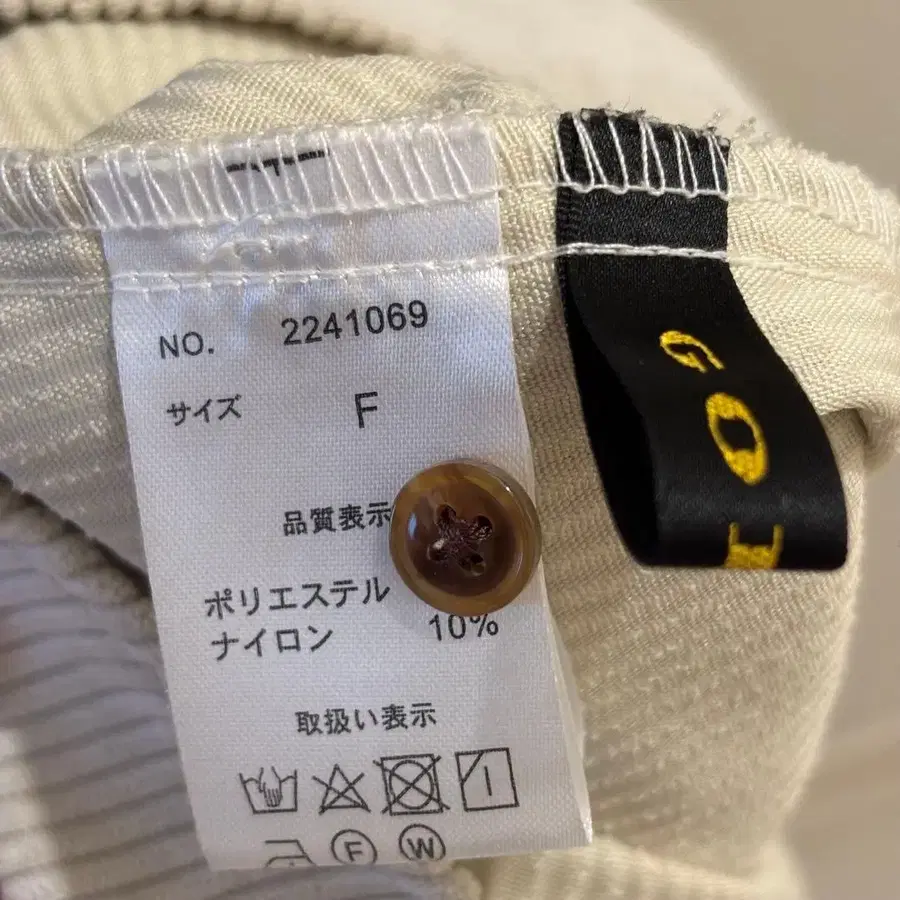 NO. 2241069
サイズ F
品質表示
ポリエステル
ナイロン 10%
取扱い表示
F W
GO